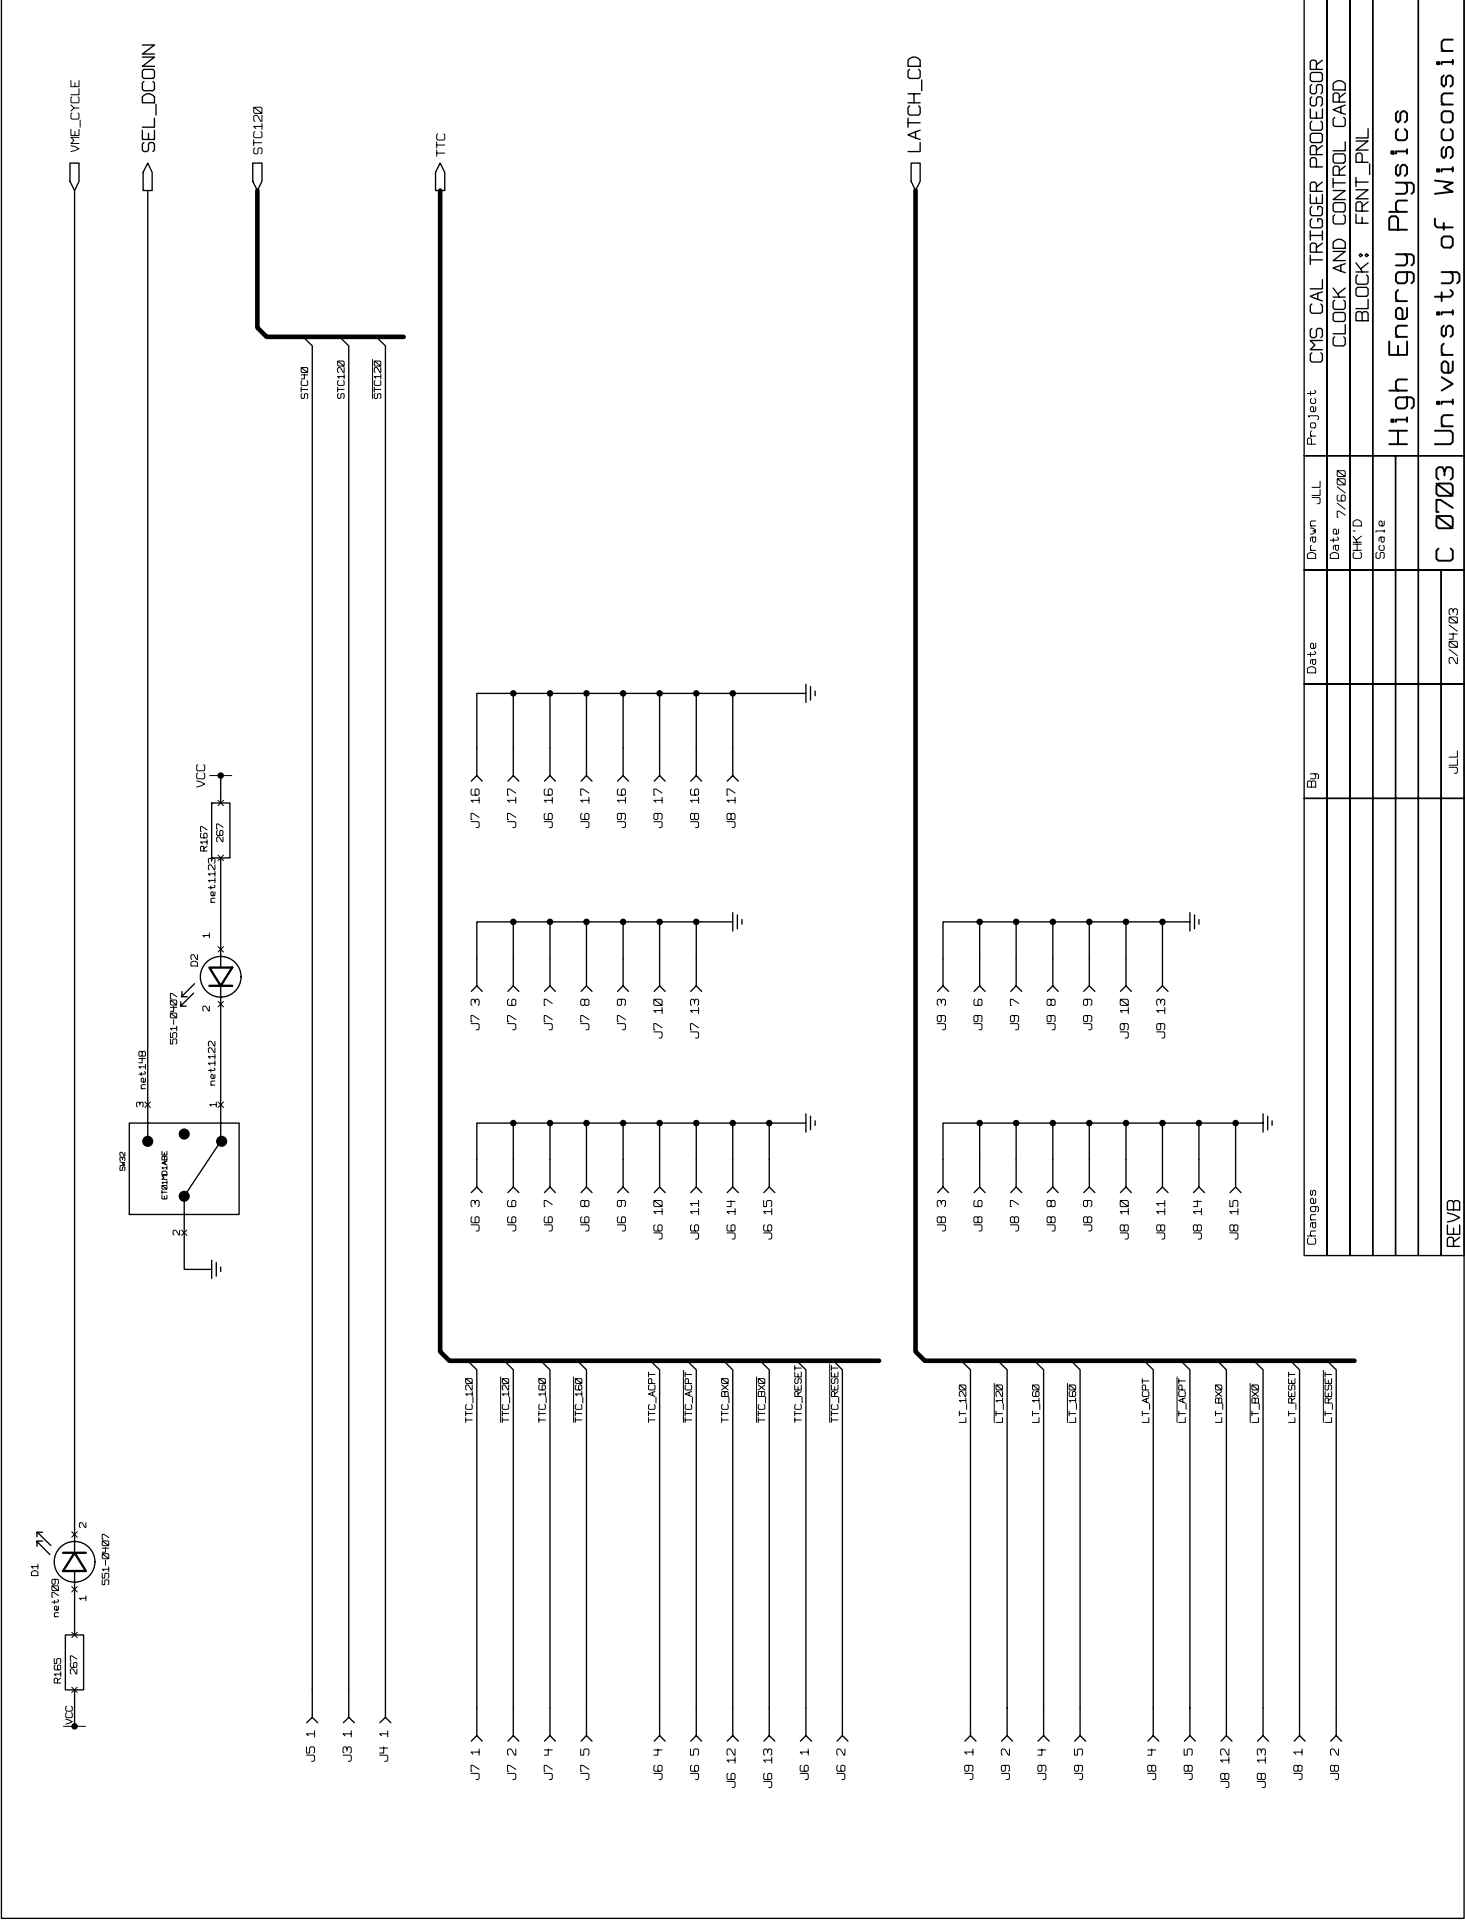 VCC
R165
267
net709
1
D1
551-0407
2
VME_CYCLE
2
SW32
ET01MD1ABE
3
net148
SEL_DCONN
1
net1122
2
551-0407
D2
1
net1123
R167
267
VCC
STC120
J5 1
STC40
J3 1
STC120
J4 1
STC120
TTC
J7 1
TTC_120
J7 2
TTC_120
J7 4
TTC_160
J7 5
TTC_160
J6 4
TTC_ACPT
J6 5
TTC_ACPT
J6 12
TTC_BX0
J6 13
TTC_BX0
J6 1
TTC_RESET
J6 2
TTC_RESET
J6 3
J6 6
J6 7
J6 8
J6 9
J6 10
J6 11
J6 14
J6 15
J7 3
J7 6
J7 7
J7 8
J7 9
J7 10
J7 13
J7 16
J7 17
J6 16
J6 17
J9 16
J9 17
J8 16
J8 17
LATCH_CD
J9 1
LT_120
J9 2
LT_120
J9 4
LT_160
J9 5
LT_160
J8 4
LT_ACPT
J8 5
LT_ACPT
J8 12
LT_BX0
J8 13
LT_BX0
J8 1
LT_RESET
J8 2
LT_RESET
J8 3
J8 6
J8 7
J8 8
J8 9
J8 10
J8 11
J8 14
J8 15
J9 3
J9 6
J9 7
J9 8
J9 9
J9 10
J9 13
Changes
By
Date
Drawn JLL
Project CMS CAL TRIGGER PROCESSOR
Date 7/6/00
CLOCK AND CONTROL CARD
CHK'D
BLOCK: FRNT_PNL
Scale
High Energy Physics
REVB
JLL
2/04/03
C 0703
University of Wisconsin